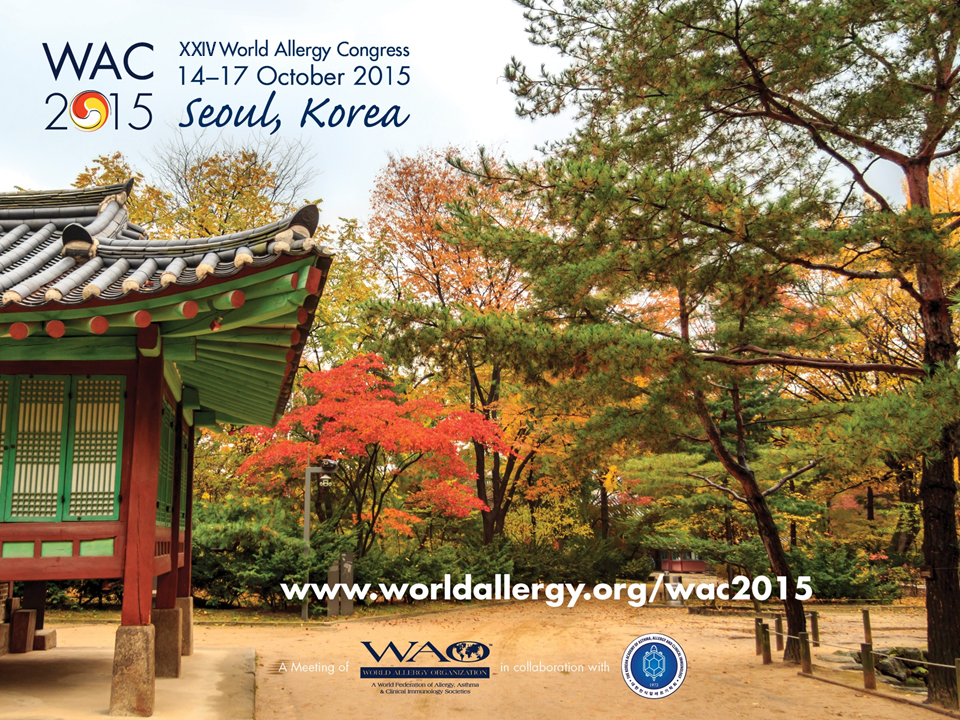 WAC
2015
XXIV World Allergy Congress
14–17 October 2015
Seoul, Korea
www.worldallergy.org/wac2015
A Meeting of
WAO
WORLD ALLERGY ORGANIZATION
A World Federation of Allergy, Asthma
& Clinical Immunology Societies
in collaboration with
1972